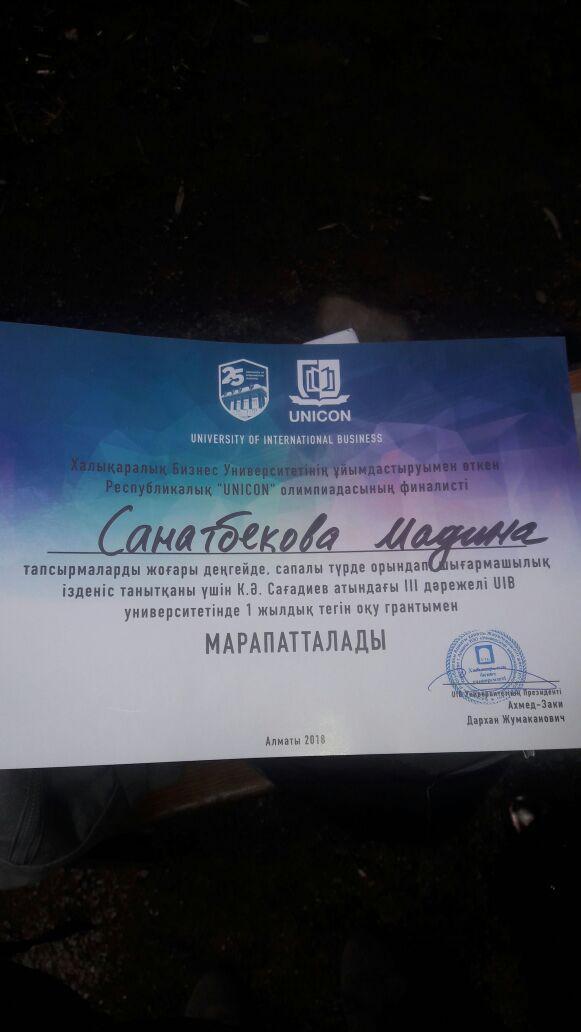 25
UNICON
UNIVERSITY OF INTERNATIONAL BUSINESS
Халықаралық Бизнес Университетінің ұйымдастыруымен өткен
Республикалық "UNICON" олимпиадасының финалисті
Санатбекова Мадина
тапсырмаларды жоғары деңгейде, сапалы түрде орындап, шығармашылық
ізденіс танытқаны үшін К.Ә. Сағадиев атындағы III дәрежелі UIB
университетінде 1 жылдық тегін оқу грантымен
МАРАПАТТАЛАДЫ
UIB Университетінің Президенті
Ахмед-Заки
Дархан Жумаканович
Алматы 2018